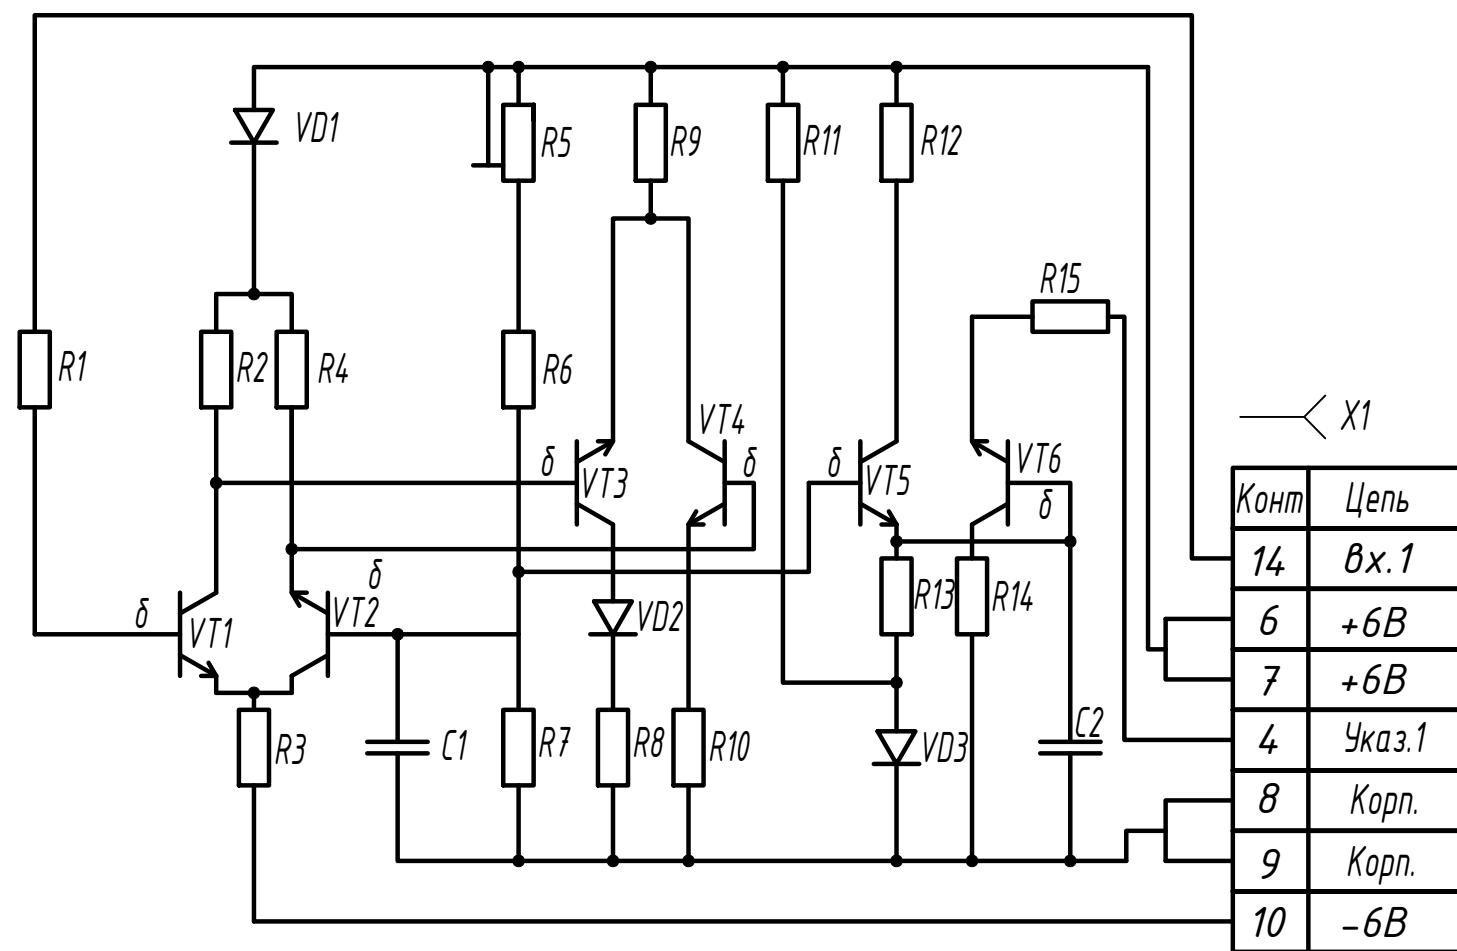 VD1
R5
R9
R11
R12
R15
R1
R2
R4
R6
VT4
б
VT3
б
б
VT5
VT6
б
X1
Конт Цепь
14 Вх.1
6 +6В
7 +6В
4 Указ.1
8 Корп.
9 Корп.
10 -6В
б
VT1
б
VT2
VD2
R13
R14
R3
C1
R7
R8
R10
VD3
C2